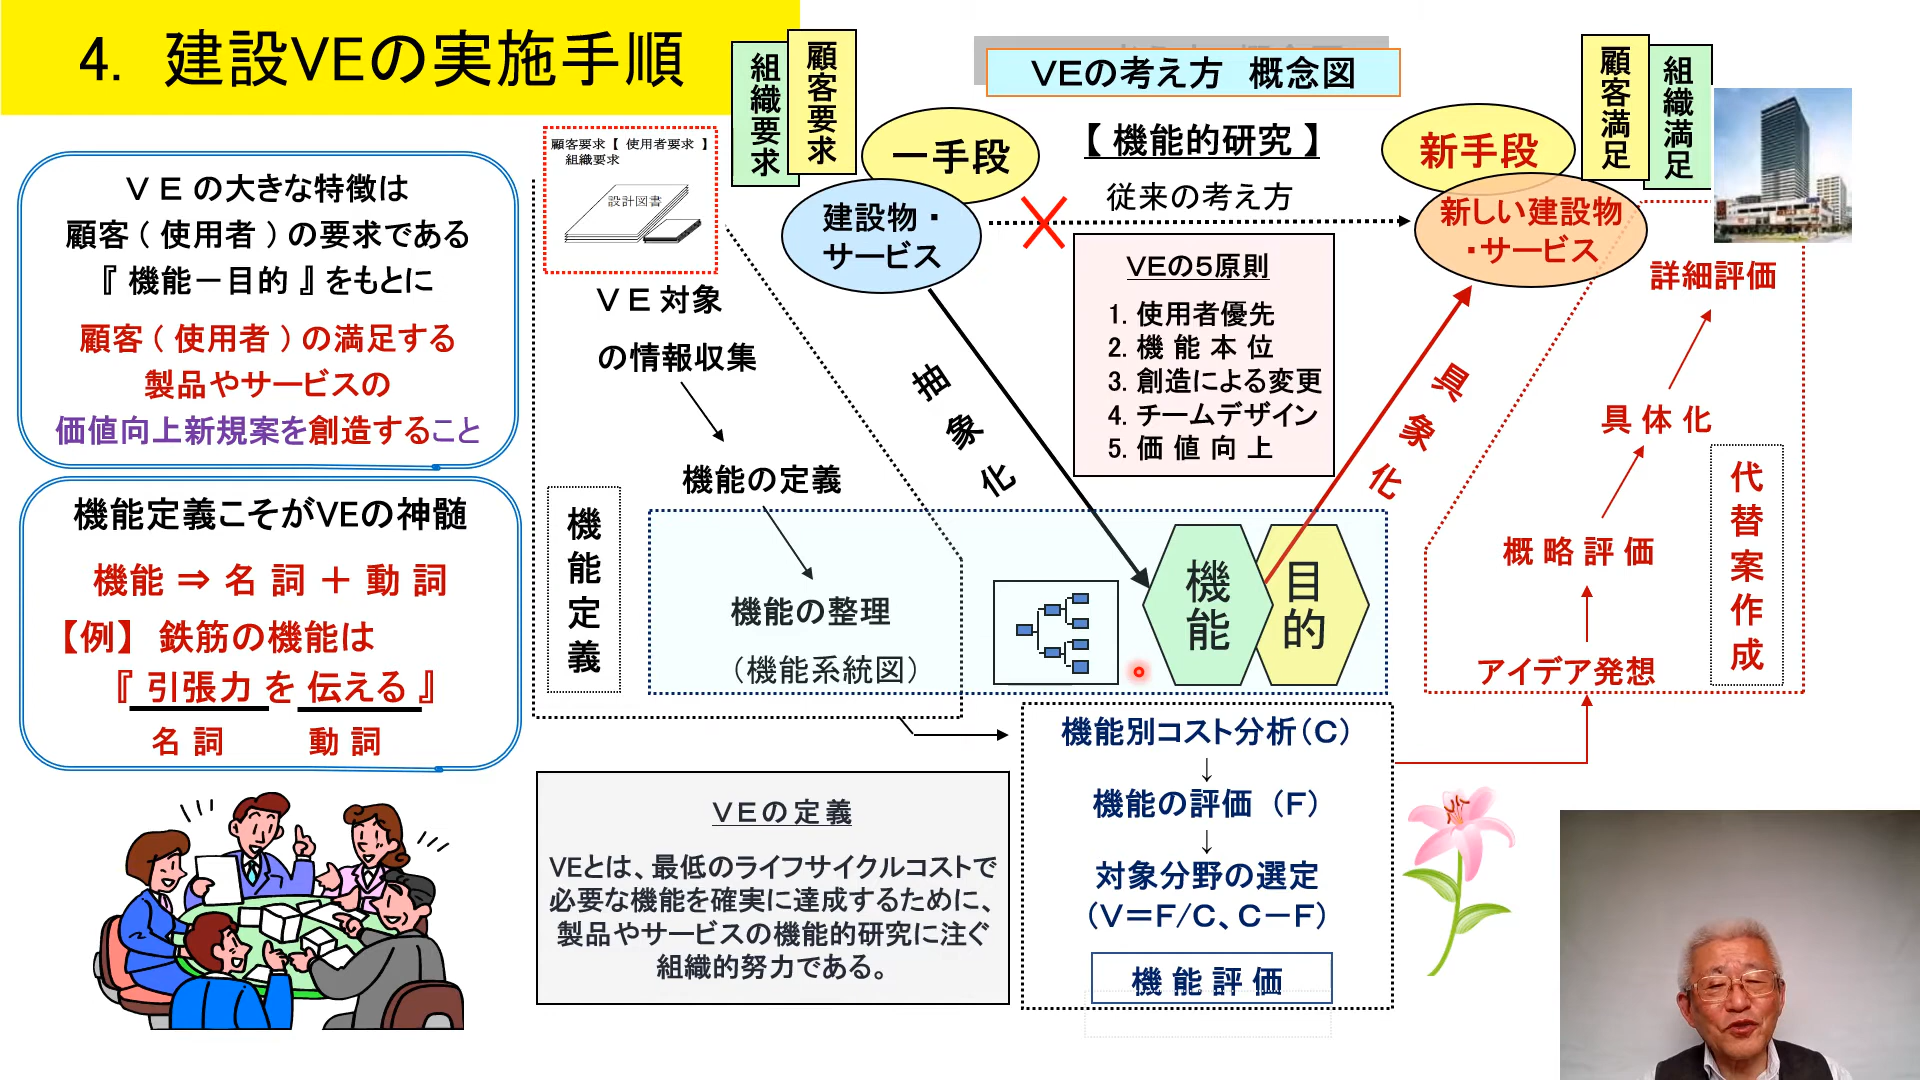 4. 建設VEの実施手順
ＶＥの大きな特徴は
顧客（使用者）の要求である
『機能－目的』をもとに
顧客（使用者）の満足する
製品やサービスの
価値向上新規案を創造すること
機能定義こそがVEの神髄
機能 ⇒ 名詞＋動詞
【例】 鉄筋の機能は
『引張力を伝える』
名詞 動詞
組織要求
顧客要求
顧客要求【 使用者要求 】
組織要求
設計図書
一手段
建設物・
サービス
ＶＥの考え方 概念図
【機能的研究】
従来の考え方
新手段
新しい建設物
・サービス
顧客満足
組織満足
ＶＥ対象
の情報収集
機能の定義
機能の整理
（機能系統図）
機能定義
抽象化
ＶＥの５原則
1. 使用者優先
2. 機能本位
3. 創造による変更
4. チームデザイン
5. 価値向上
具象化
機能
目的
詳細評価
具体化
概略評価
アイデア発想
代替案作成
ＶＥの定義
VEとは、最低のライフサイクルコストで
必要な機能を確実に達成するために、
製品やサービスの機能的研究に注ぐ
組織的努力である。
機能別コスト分析（Ｃ）
↓
機能の評価 （Ｆ）
↓
対象分野の選定
（Ｖ＝Ｆ/Ｃ、Ｃ－Ｆ）
機能評価